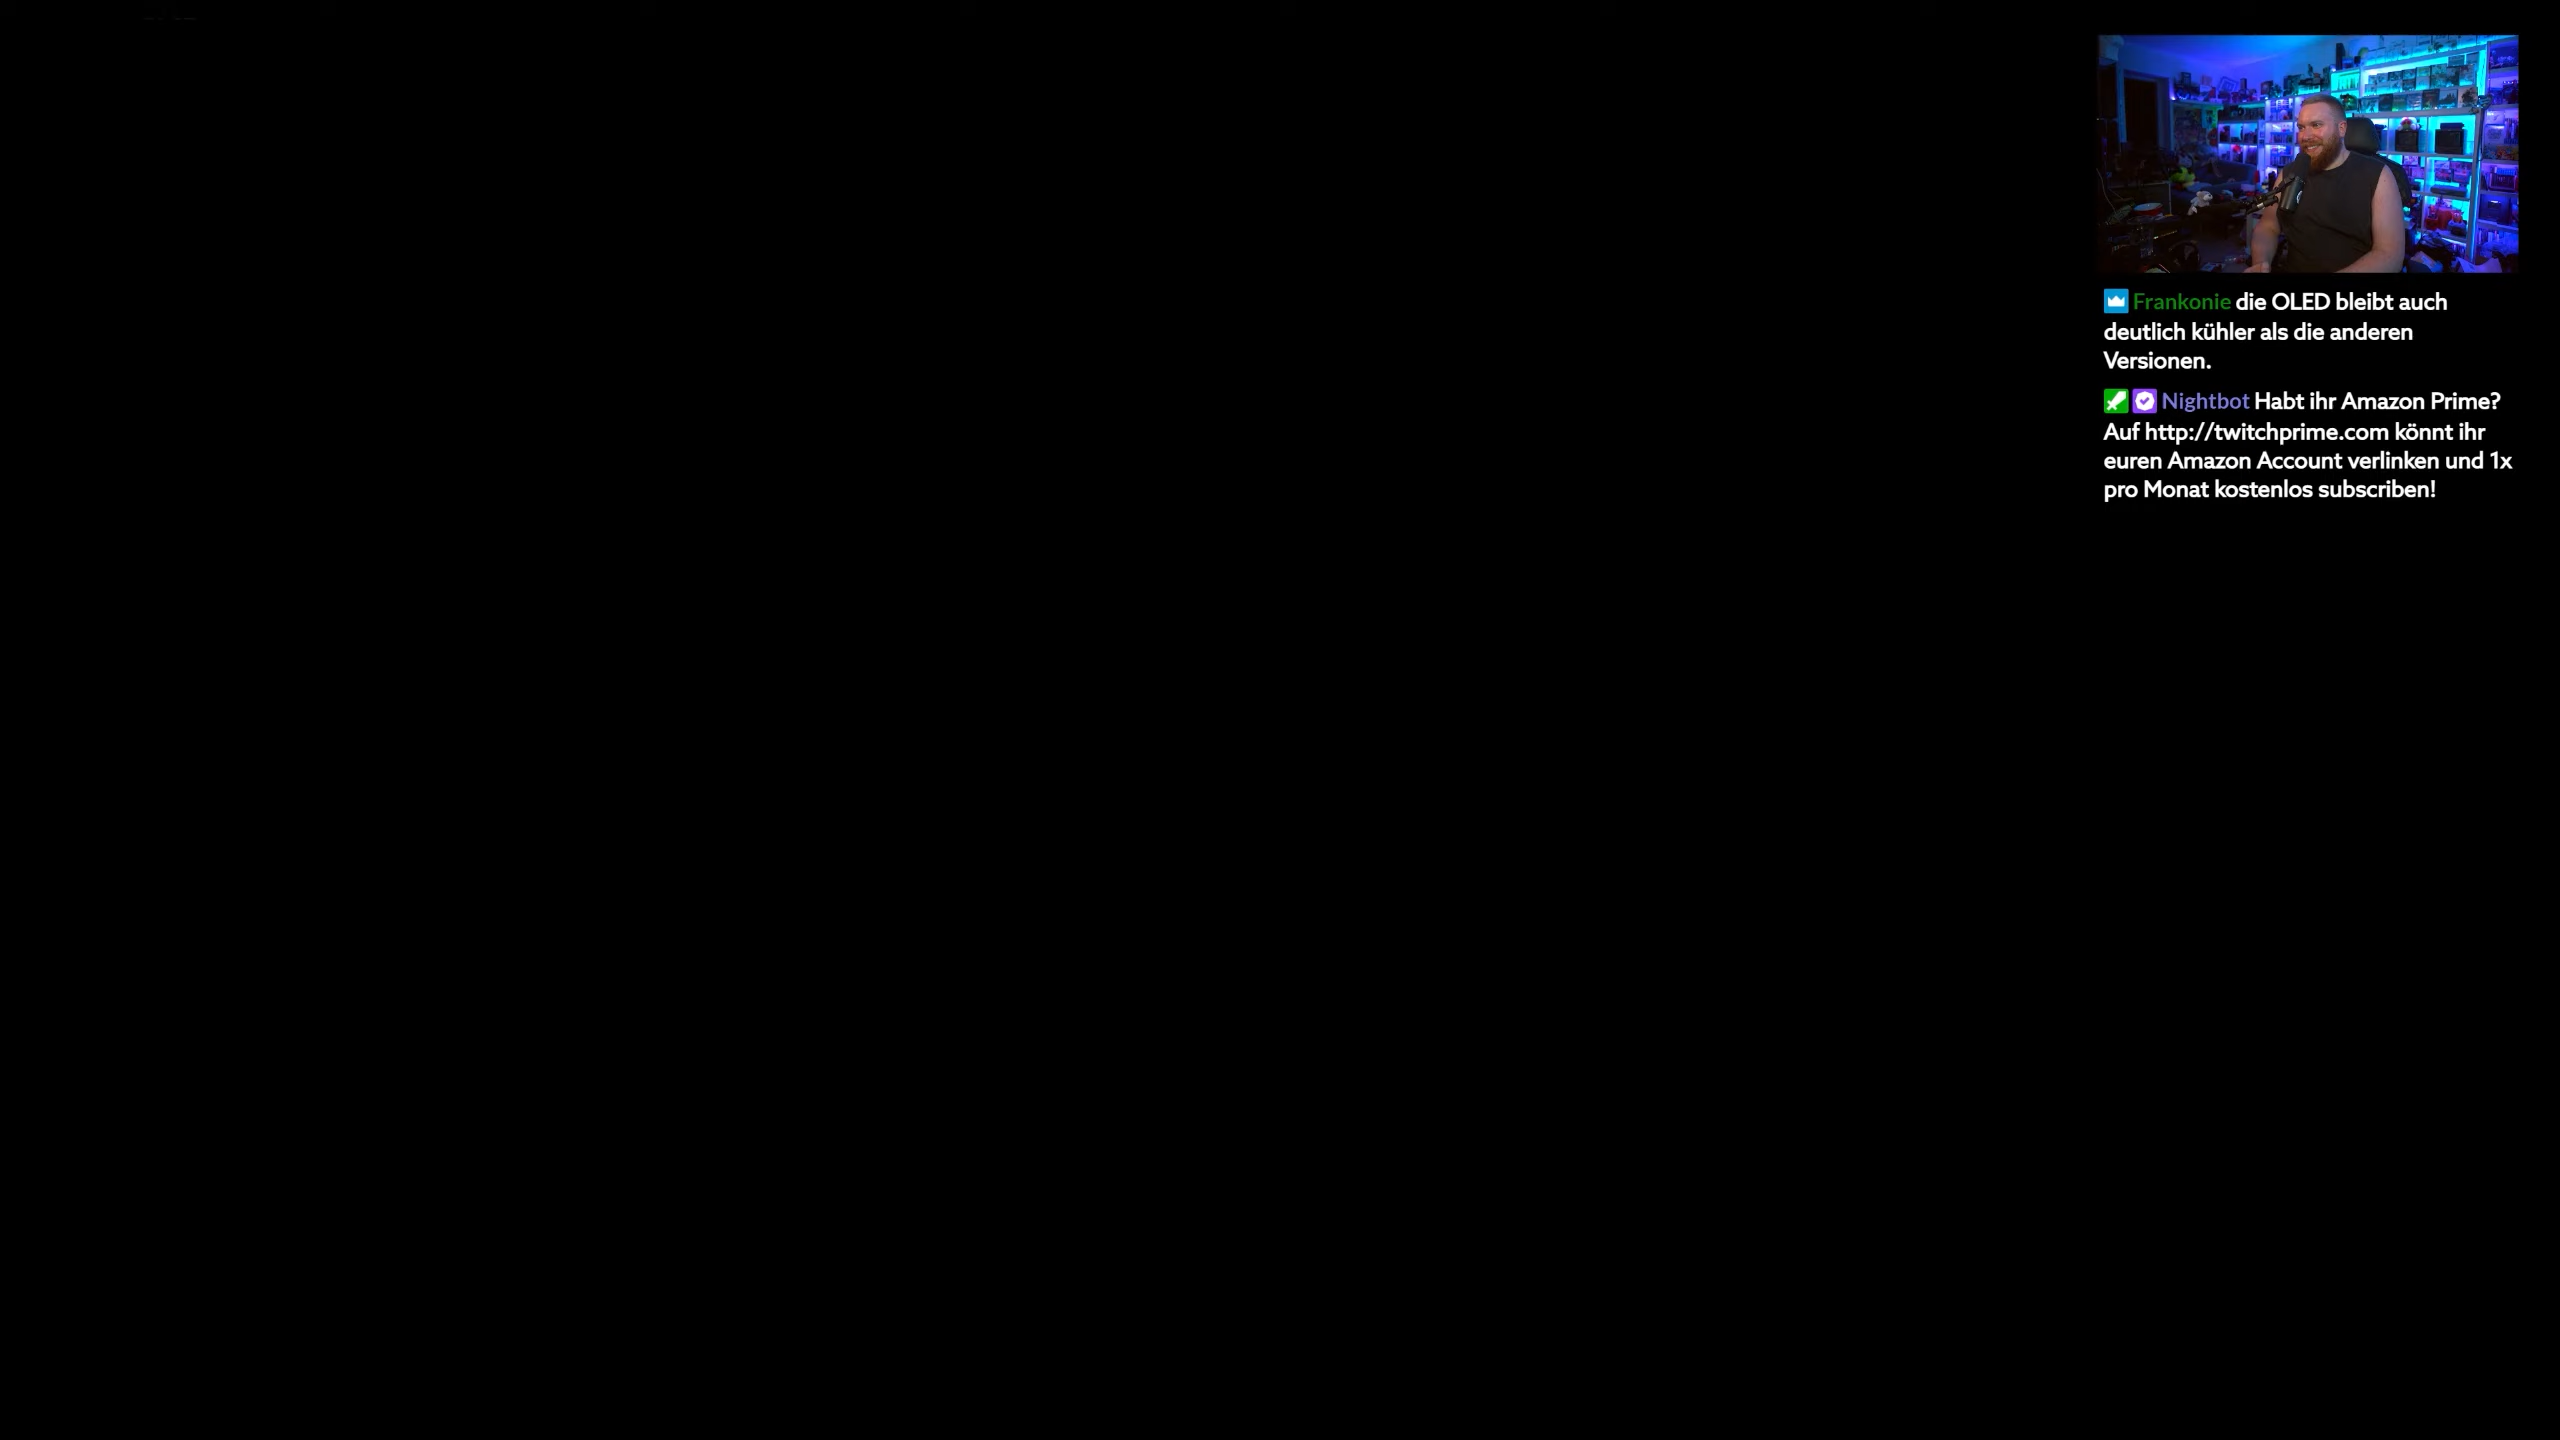 Frankonie die OLED bleibt auch
deutlich kühler als die anderen
Versionen.
Nightbot Habt ihr Amazon Prime?
Auf http://twitchprime.com könnt ihr
euren Amazon Account verlinken und 1x
pro Monat kostenlos subscriben!